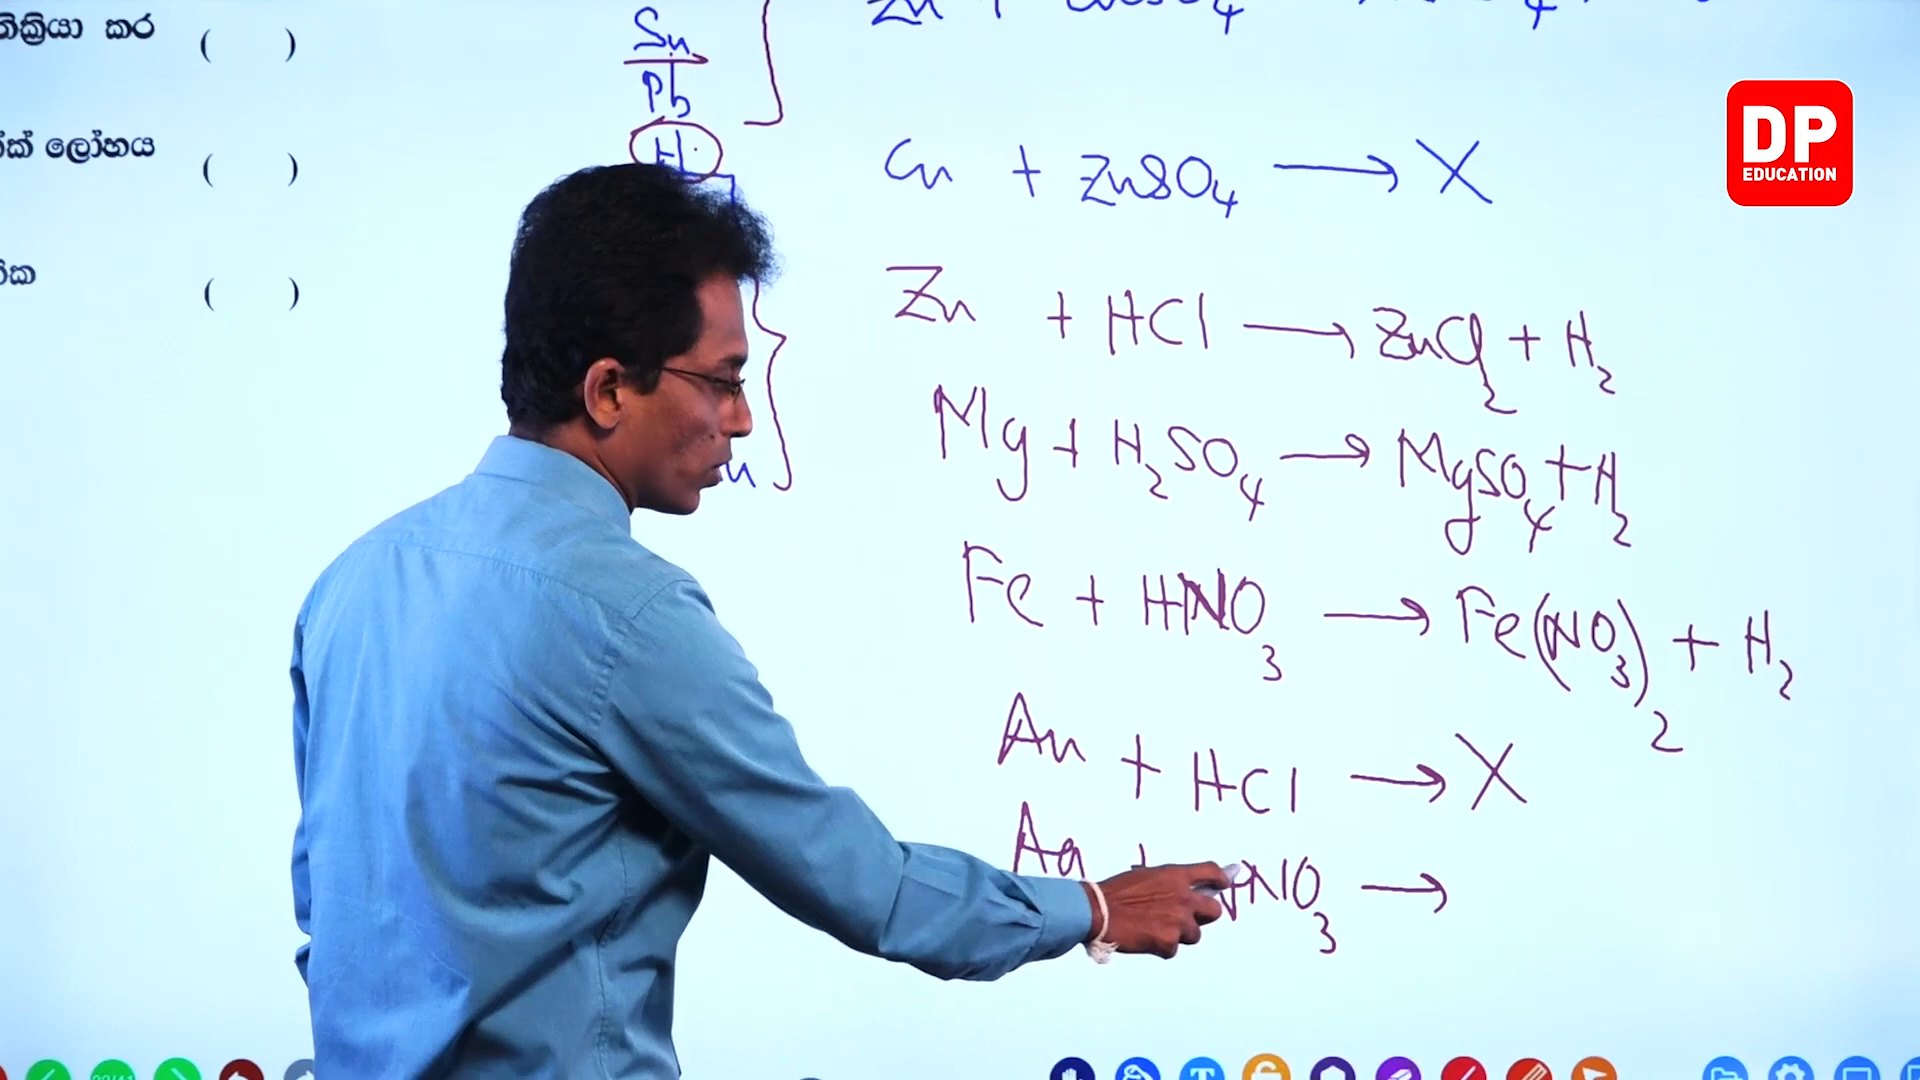 කර ( )
ලෝහය ( )
( )
Sn
Pb
H
Cu + ZnSO4 ⟶ X
Zn + HCl ⟶ ZnCl2 + H2
Mg + H2SO4 ⟶ MgSO4 + H2
Fe + HNO3 ⟶ Fe(NO3)2 + H2
Au + HCl ⟶ X
Ag + HNO3 ⟶
DP
EDUCATION